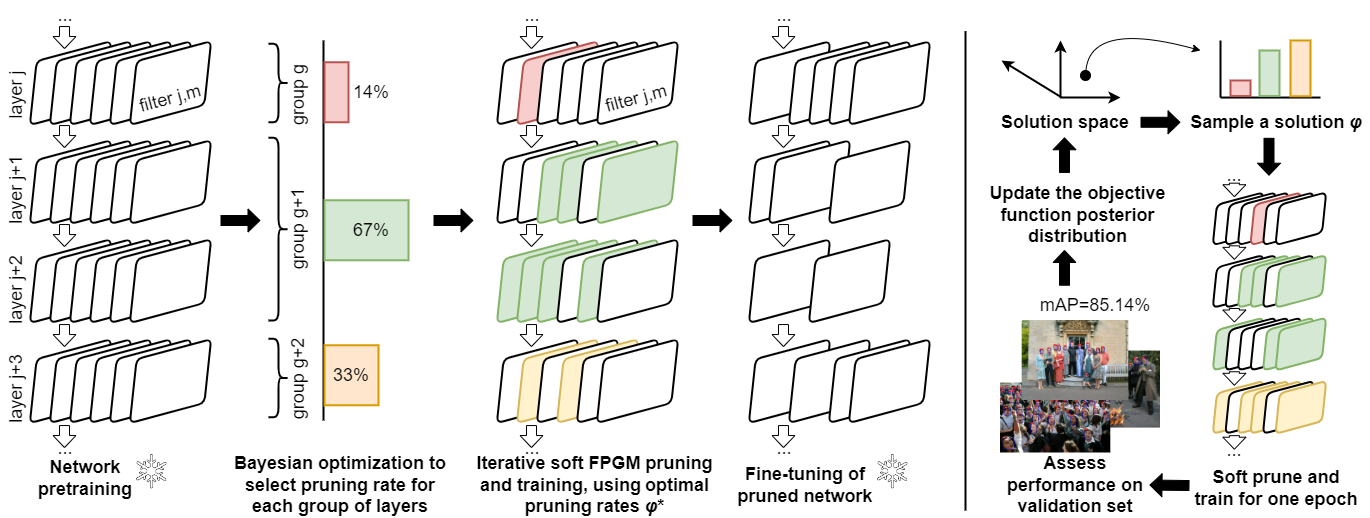 ...
layer j
filter j,m
layer j+1
layer j+2
layer j+3
...
Network
pretraining
group g
14%
group g+1
67%
group g+2
33%
Bayesian optimization to
select pruning rate for
each group of layers
...
filter j,m
...
Iterative soft FPGM pruning
and training, using optimal
pruning rates φ*
...
...
Fine-tuning of
pruned network
Solution space
Sample a solution φ
...
...
Soft prune and
train for one epoch
Assess
performance on
validation set
mAP=85.14%
Update the objective
function posterior
distribution